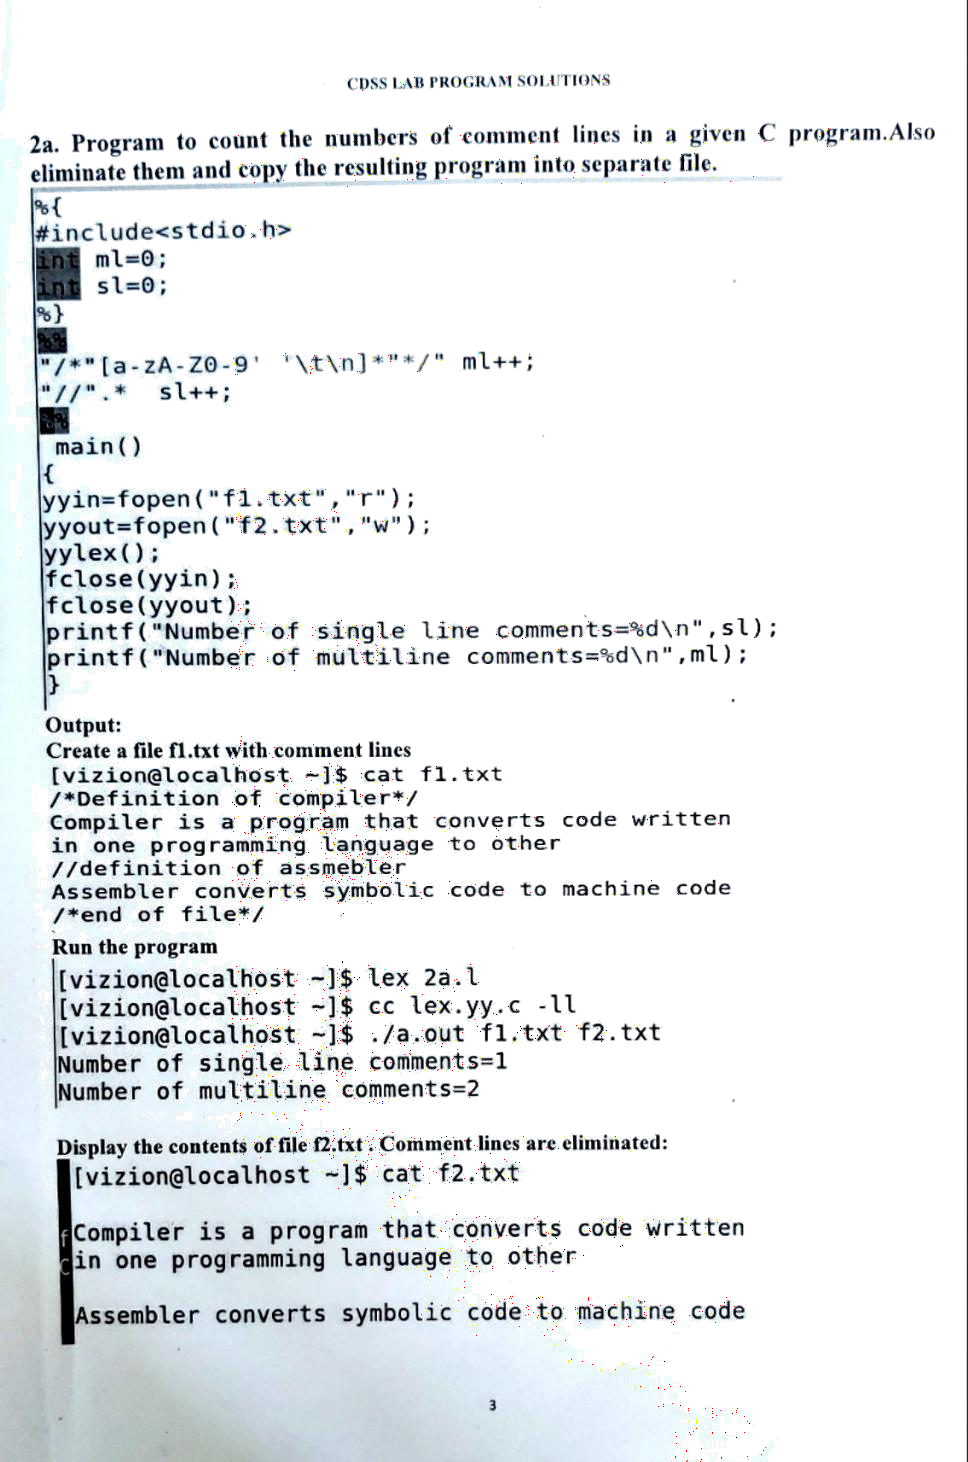 CDSS LAB PROGRAM SOLUTIONS
2a. Program to count the numbers of comment lines in a given C program.Also
eliminate them and copy the resulting program into separate file.
%{
#include<stdio.h>
int ml=0;
int sl=0;
%}
%%
"/*"[a-zA-Z0-9' '\t\n]*"*/" ml++;
"//".* sl++;
%%
main()
{
yyin=fopen("f1.txt","r");
yyout=fopen("f2.txt","w");
yylex();
fclose(yyin);
fclose(yyout);
printf("Number of single line comments=%d\n",sl);
printf("Number of multiline comments=%d\n",ml);
}
Output:
Create a file f1.txt with comment lines
[vizion@localhost ~]$ cat f1.txt
/*Definition of compiler*/
Compiler is a program that converts code written
in one programming language to other
//definition of assmebler
Assembler converts symbolic code to machine code
/*end of file*/
Run the program
[vizion@localhost ~]$ lex 2a.l
[vizion@localhost ~]$ cc lex.yy.c -ll
[vizion@localhost ~]$ ./a.out f1.txt f2.txt
Number of single line comments=1
Number of multiline comments=2
Display the contents of file f2.txt . Comment lines are eliminated:
[vizion@localhost ~]$ cat f2.txt
Compiler is a program that converts code written
in one programming language to other
Assembler converts symbolic code to machine code
3